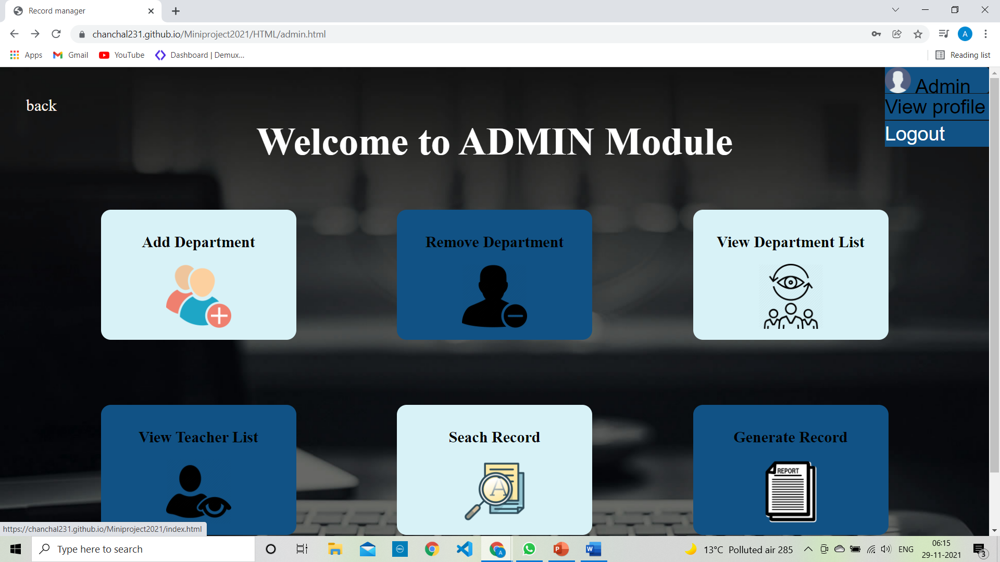 Record manager
chanchal231.github.io/Miniproject2021/HTML/admin.html
A
Apps
Gmail
YouTube
Dashboard | Demux...
Reading list
back
Admin
View profile
Logout
Welcome to ADMIN Module
Add Department
Remove Department
View Department List
View Teacher List
Seach Record
Generate Record
A
REPORT
https://chanchal231.github.io/Miniproject2021/index.html
Type here to search
DELL
A
P
W
13°C Polluted air 285
ENG
06:15
29-11-2021
3